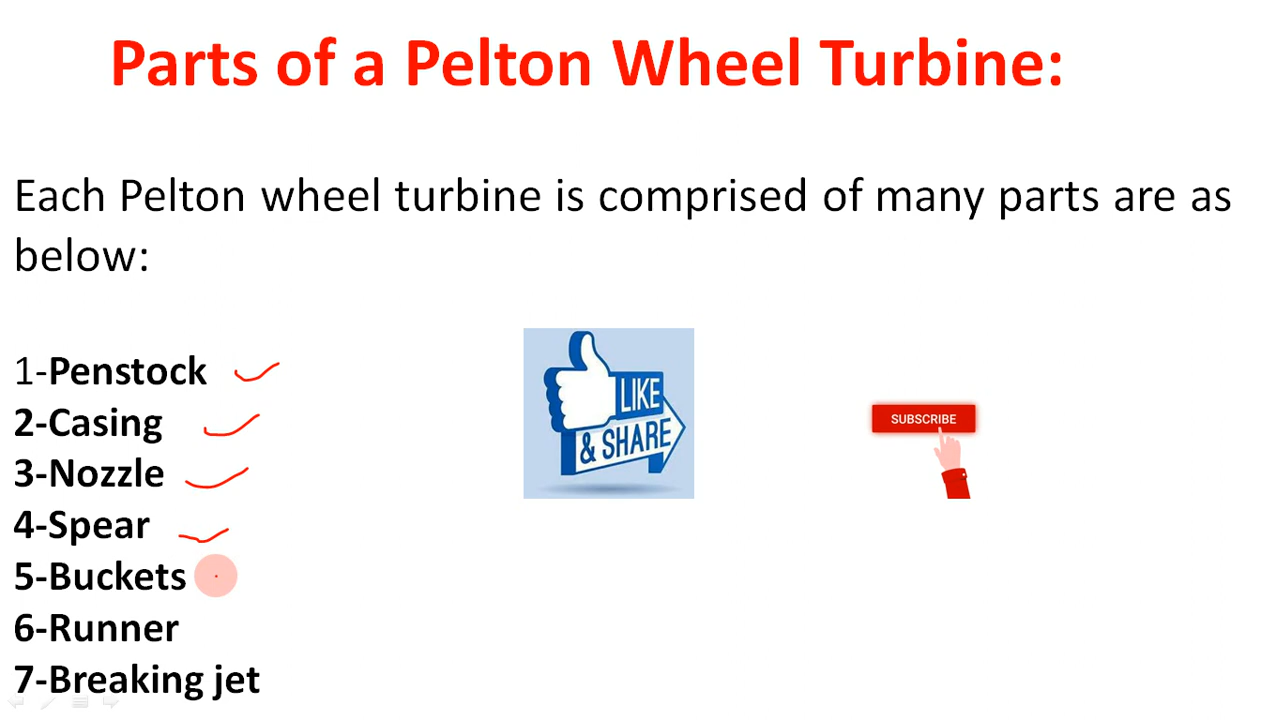 Parts of a Pelton Wheel Turbine:
Each Pelton wheel turbine is comprised of many parts are as
below:
1-Penstock
2-Casing
3-Nozzle
4-Spear
5-Buckets
6-Runner
7-Breaking jet
LIKE
& SHARE
SUBSCRIBE